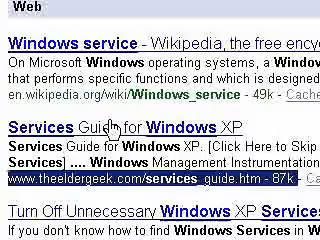 Web
Windows service - Wikipedia, the free ency
On Microsoft Windows operating systems, a Windo
that performs specific functions and which is designed
en.wikipedia.org/wiki/Windows_service - 49k - Cache
Services Guide for Windows XP
Services Guide for Windows XP. [Click Here to Skip
Services] .... Windows Management Instrumentation
www.theeldergeek.com/services_guide.htm - 87k - Ca
Turn Off Unnecessary Windows XP Services
If you don't know how to find Windows Services in W